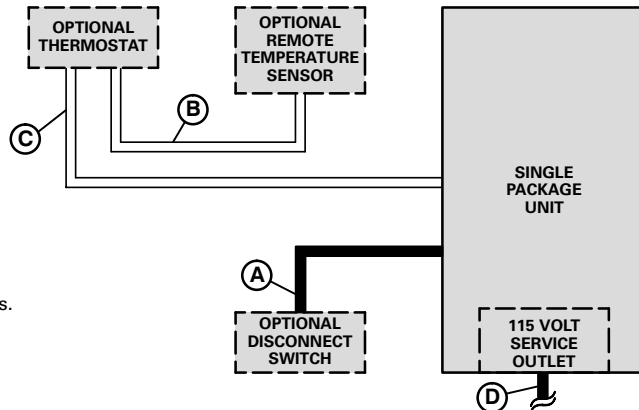 OPTIONAL
THERMOSTAT
OPTIONAL
REMOTE
TEMPERATURE
SENSOR
B
C
SINGLE
PACKAGE
UNIT
A
s.
OPTIONAL
DISCONNECT
SWITCH
115 VOLT
SERVICE
OUTLET
D